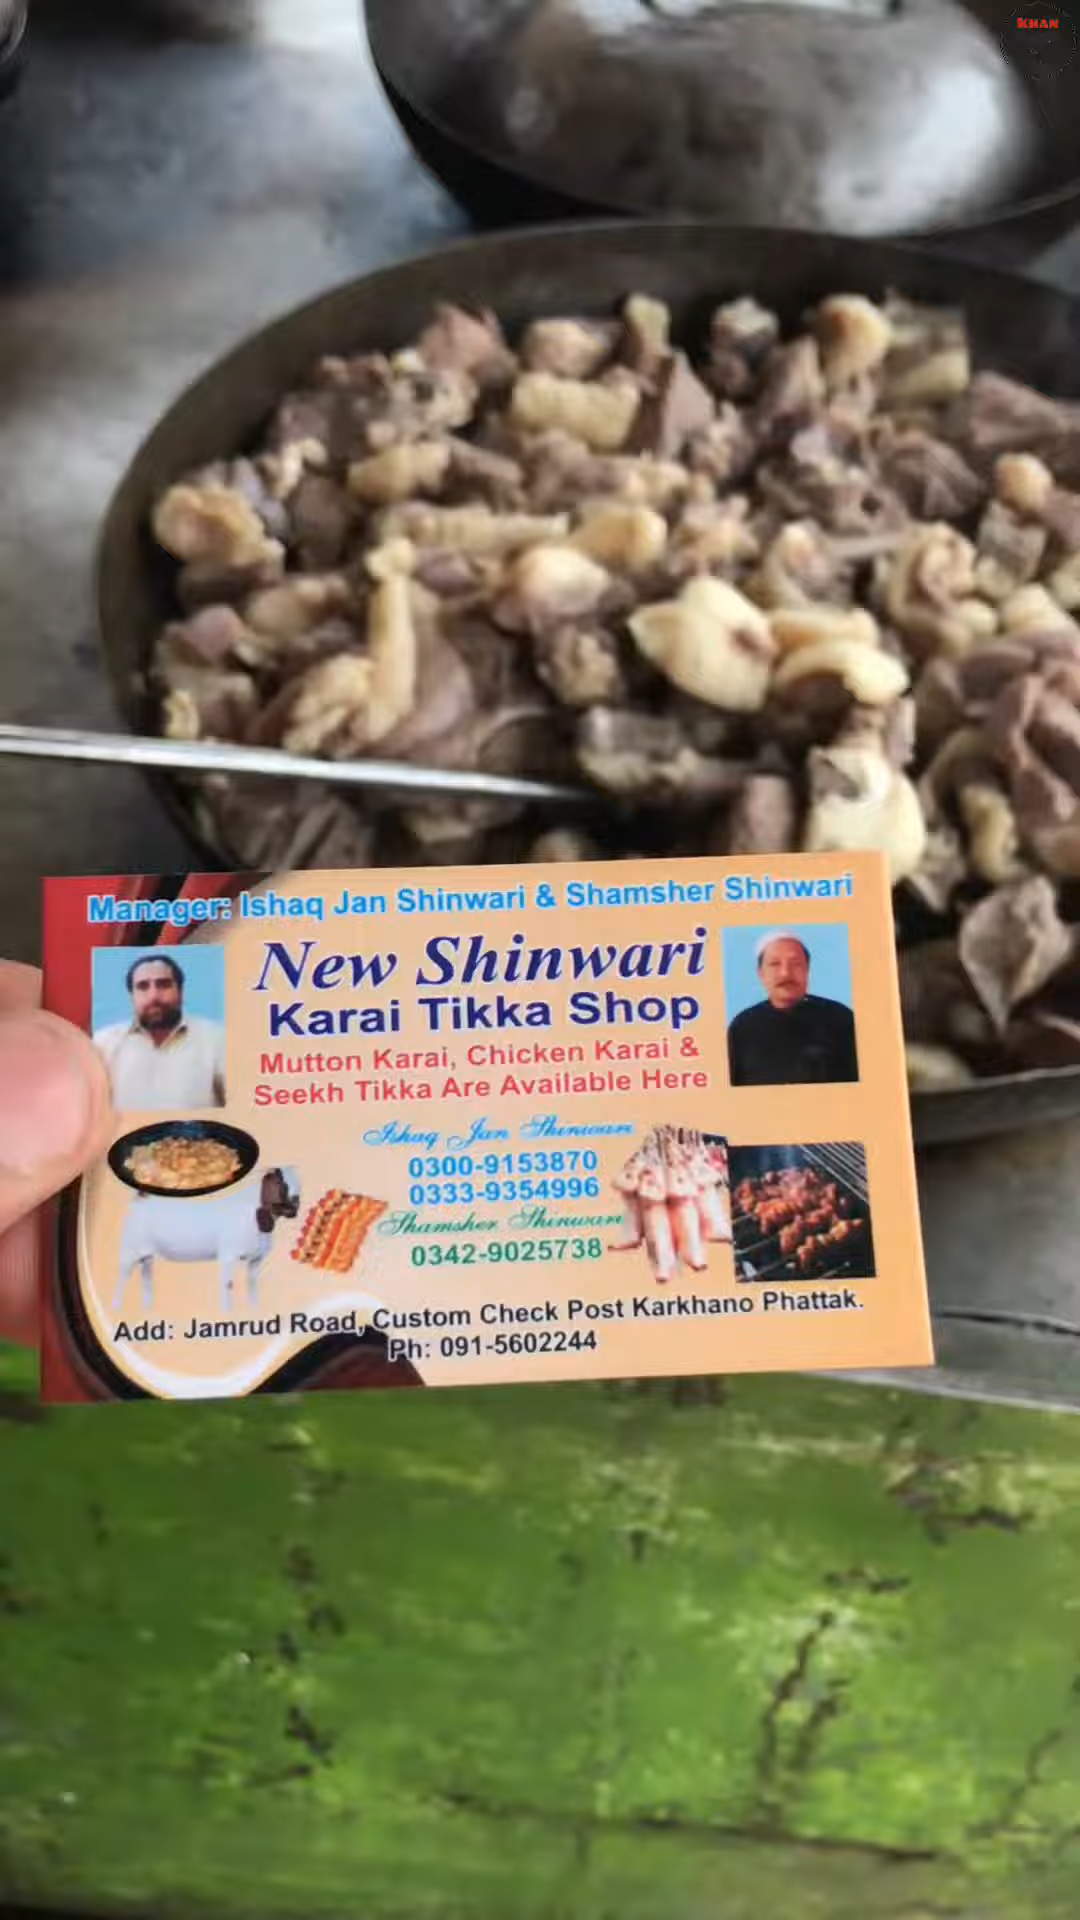 KHAN
Manager: Ishaq Jan Shinwari & Shamsher Shinwari
New Shinwari
Karai Tikka Shop
Mutton Karai, Chicken Karai &
Seekh Tikka Are Available Here
Ishaq Jan Shinwari
0300-9153870
0333-9354996
Shamsher Shinwari
0342-9025738
Add: Jamrud Road, Custom Check Post Karkhano Phattak.
Ph: 091-5602244